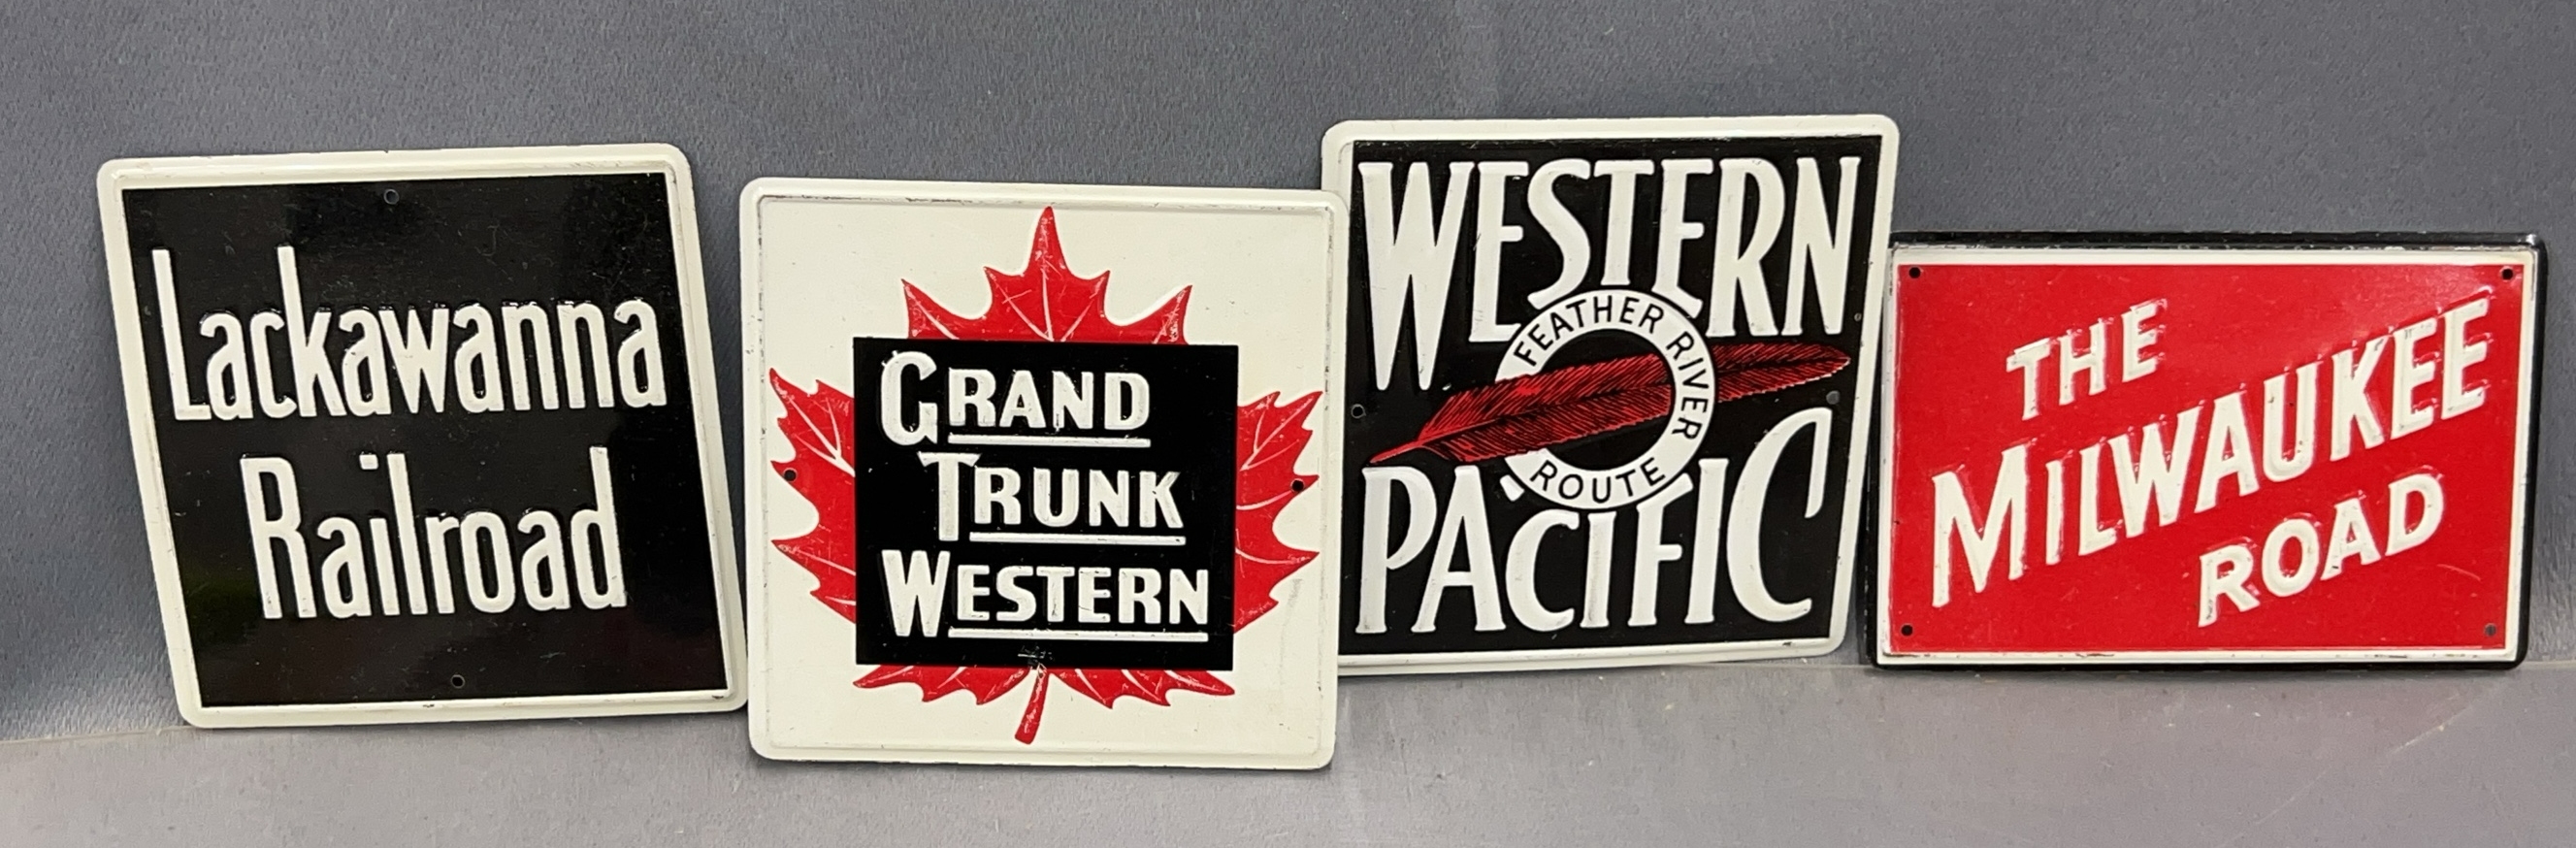 Lackawanna
Railroad
GRAND
TRUNK
WESTERN
WESTERN
FEATHER RIVER
ROUTE
PACIFIC
THE
MILWAUKEE
ROAD